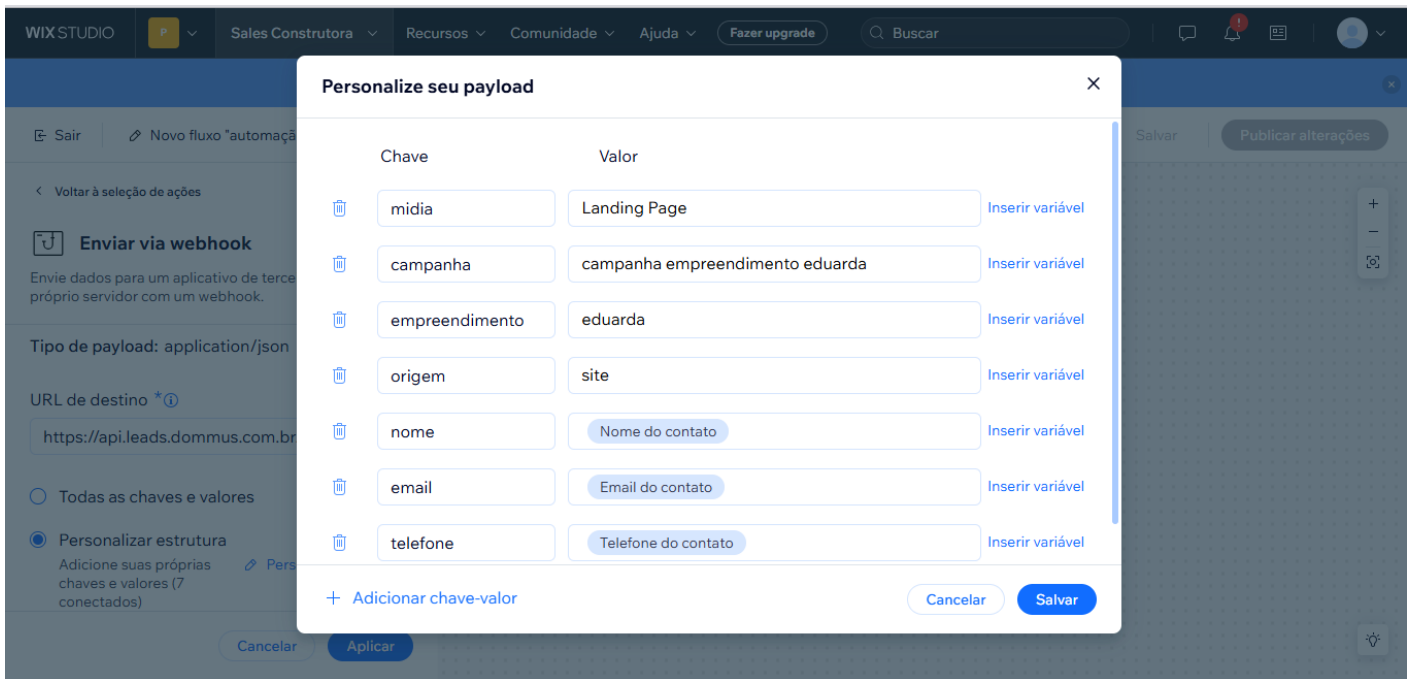 WIX STUDIO P Sales Construtora Recursos Comunidade Ajuda Fazer upgrade Buscar
Personalize seu payload
Sair Novo fluxo "automaçã Salvar Publicar alterações
Chave Valor
Voltar à seleção de ações
midia Landing Page Inserir variável
Enviar via webhook
campanha campanha empreendimento eduarda Inserir variável
Envie dados para um aplicativo de terce
próprio servidor com um webhook.
empreendimento eduarda Inserir variável
Tipo de payload: application/json
origem site Inserir variável
URL de destino *
nome Nome do contato Inserir variável
https://api.leads.dommus.com.br
email Email do contato Inserir variável
Todas as chaves e valores
Personalizar estrutura
telefone Telefone do contato Inserir variável
Adicione suas próprias Pers
chaves e valores (7
conectados)
+ Adicionar chave-valor Cancelar Salvar
Cancelar Aplicar